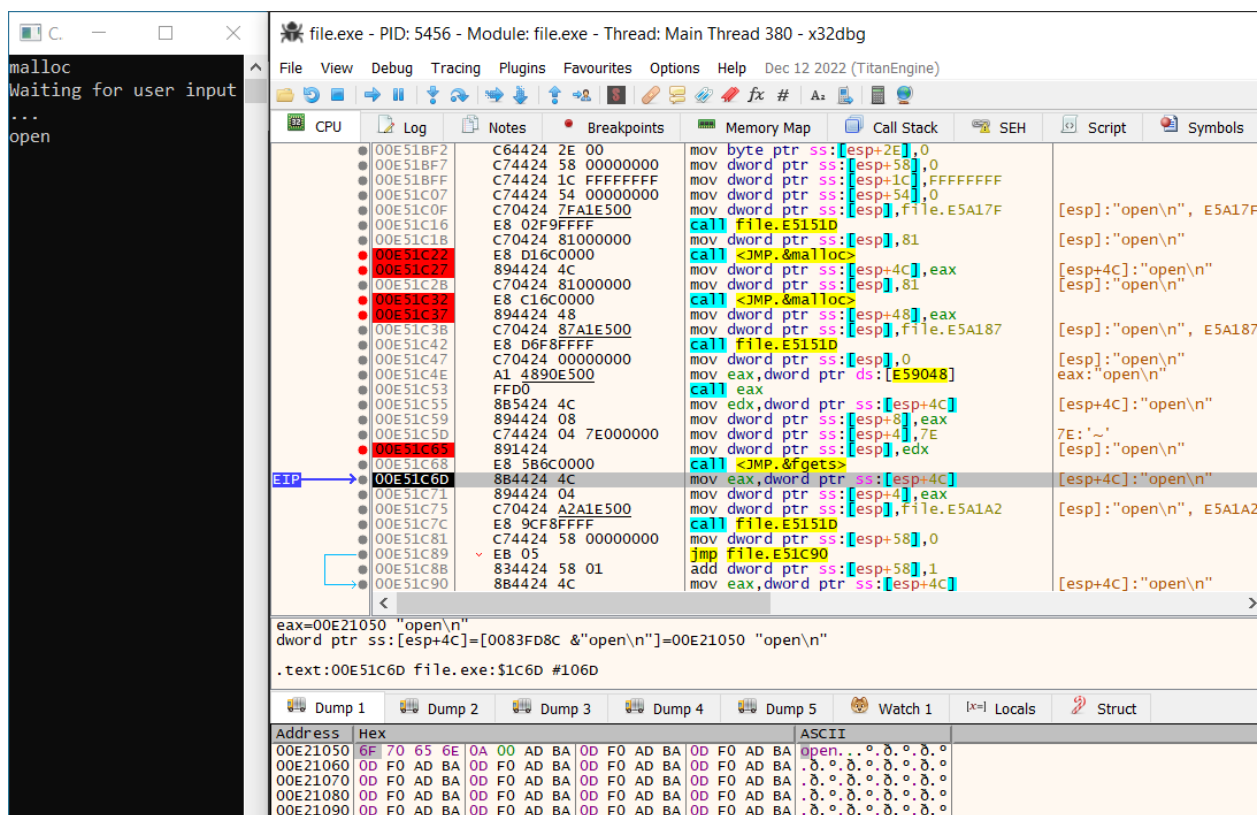 C.
malloc
Waiting for user input
...
open
file.exe - PID: 5456 - Module: file.exe - Thread: Main Thread 380 - x32dbg
File View Debug Tracing Plugins Favourites Options Help Dec 12 2022 (TitanEngine)
CPU Log Notes Breakpoints Memory Map Call Stack SEH Script Symbols
00E51BF2 C64424 2E 00 mov byte ptr ss:[esp+2E],0
00E51BF7 C74424 58 00000000 mov dword ptr ss:[esp+58],0
00E51BFF C74424 1C FFFFFFFF mov dword ptr ss:[esp+1C],FFFFFFFF
00E51C07 C74424 54 00000000 mov dword ptr ss:[esp+54],0
00E51C0F C70424 7FA1E500 mov dword ptr ss:[esp],file.E5A17F [esp]:"open\n", E5A17F
00E51C16 E8 02F9FFFF call file.E5151D
00E51C1B C70424 81000000 mov dword ptr ss:[esp],81 [esp]:"open\n"
00E51C22 E8 D16C0000 call <JMP.&malloc>
00E51C27 894424 4C mov dword ptr ss:[esp+4C],eax [esp+4C]:"open\n"
00E51C2B C70424 81000000 mov dword ptr ss:[esp],81 [esp]:"open\n"
00E51C32 E8 C16C0000 call <JMP.&malloc>
00E51C37 894424 48 mov dword ptr ss:[esp+48],eax
00E51C3B C70424 87A1E500 mov dword ptr ss:[esp],file.E5A187 [esp]:"open\n", E5A187
00E51C42 E8 D6F8FFFF call file.E5151D
00E51C47 C70424 00000000 mov dword ptr ss:[esp],0 [esp]:"open\n"
00E51C4E A1 4890E500 mov eax,dword ptr ds:[E59048] eax:"open\n"
00E51C53 FFD0 call eax
00E51C55 8B5424 4C mov edx,dword ptr ss:[esp+4C] [esp+4C]:"open\n"
00E51C59 894424 08 mov dword ptr ss:[esp+8],eax
00E51C5D C74424 04 7E000000 mov dword ptr ss:[esp+4],7E 7E:'~'
00E51C65 891424 mov dword ptr ss:[esp],edx [esp]:"open\n"
00E51C68 E8 5B6C0000 call <JMP.&fgets>
EIP 00E51C6D 8B4424 4C mov eax,dword ptr ss:[esp+4C] [esp+4C]:"open\n"
00E51C71 894424 04 mov dword ptr ss:[esp+4],eax
00E51C75 C70424 A2A1E500 mov dword ptr ss:[esp],file.E5A1A2 [esp]:"open\n", E5A1A2
00E51C7C E8 9CF8FFFF call file.E5151D
00E51C81 C74424 58 00000000 mov dword ptr ss:[esp+58],0
00E51C89 EB 05 jmp file.E51C90
00E51C8B 834424 58 01 add dword ptr ss:[esp+58],1
00E51C90 8B4424 4C mov eax,dword ptr ss:[esp+4C] [esp+4C]:"open\n"
eax=00E21050 "open\n"
dword ptr ss:[esp+4C]=[0083FD8C &"open\n"]=00E21050 "open\n"
.text:00E51C6D file.exe:$1C6D #106D
Dump 1 Dump 2 Dump 3 Dump 4 Dump 5 Watch 1 Locals Struct
Address Hex ASCII
00E21050 6F 70 65 6E 0A 00 AD BA 0D F0 AD BA 0D F0 AD BA open...º.ð.º.ð.º
00E21060 0D F0 AD BA 0D F0 AD BA 0D F0 AD BA 0D F0 AD BA .ð.º.ð.º.ð.º.ð.º
00E21070 0D F0 AD BA 0D F0 AD BA 0D F0 AD BA 0D F0 AD BA .ð.º.ð.º.ð.º.ð.º
00E21080 0D F0 AD BA 0D F0 AD BA 0D F0 AD BA 0D F0 AD BA .ð.º.ð.º.ð.º.ð.º
00E21090 0D F0 AD BA 0D F0 AD BA 0D F0 AD BA 0D F0 AD BA .ð.º.ð.º.ð.º.ð.º